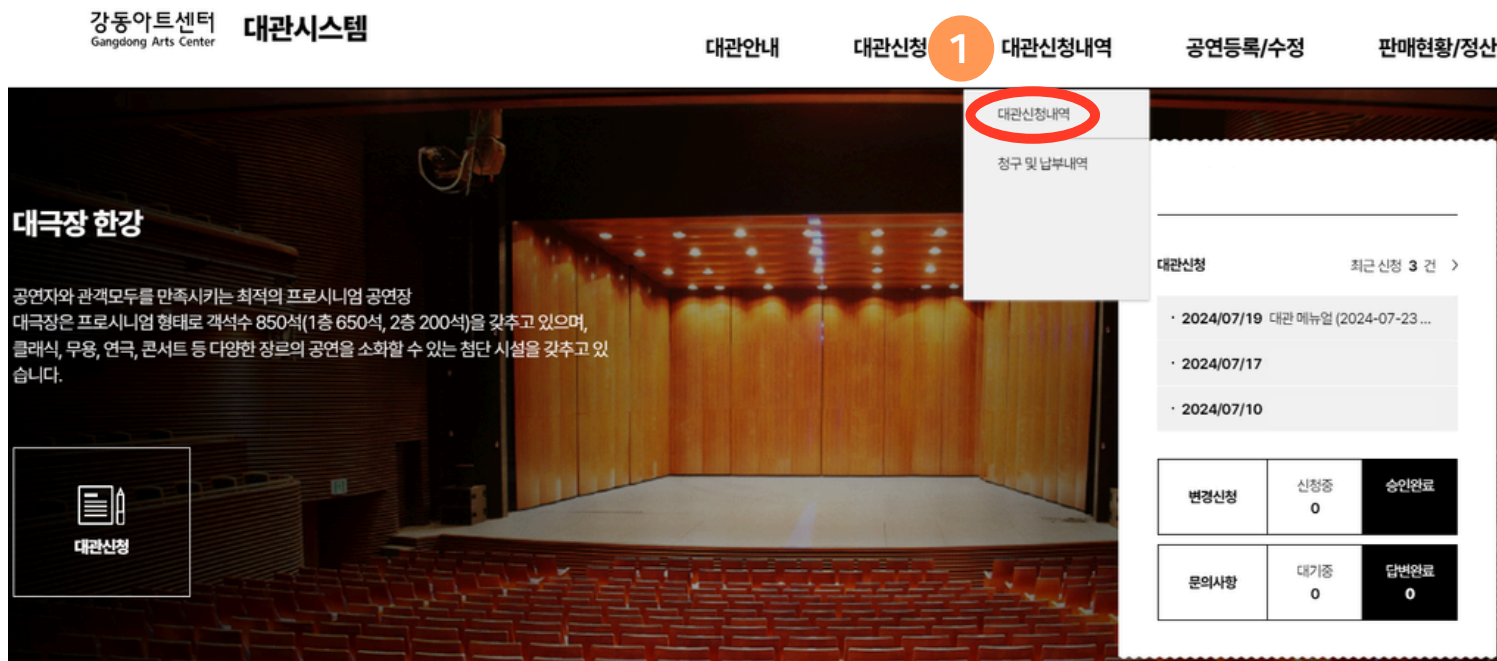 강동아트센터
Gangdong Arts Center
대관시스템
대관안내
대관신청
1
대관신청내역
공연등록/수정
판매현황/정산
대관신청내역
청구 및 납부내역
대극장 한강
공연자와 관객모두를 만족시키는 최적의 프로시니엄 공연장
대극장은 프로시니엄 형태로 객석수 850석(1층 650석, 2층 200석)을 갖추고 있으며,
클래식, 무용, 연극, 콘서트 등 다양한 장르의 공연을 소화할 수 있는 첨단 시설을 갖추고 있
습니다.
대관신청
대관신청
최근 신청 3 건 >
· 2024/07/19 대관 메뉴얼 (2024-07-23 ...
· 2024/07/17
· 2024/07/10
변경신청
신청중
0
승인완료
문의사항
대기중
0
답변완료
0